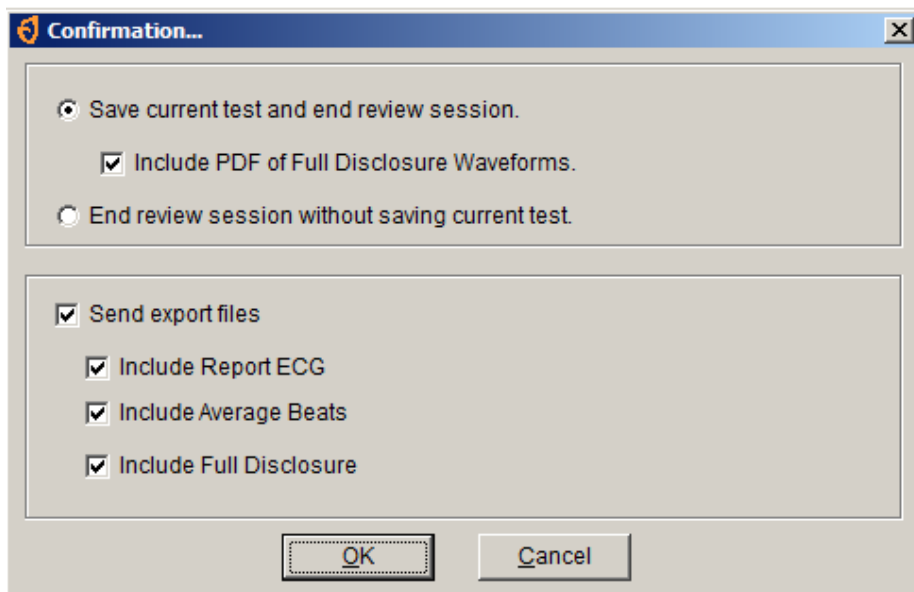 Confirmation...
Save current test and end review session.
Include PDF of Full Disclosure Waveforms.
End review session without saving current test.
Send export files
Include Report ECG
Include Average Beats
Include Full Disclosure
OK
Cancel